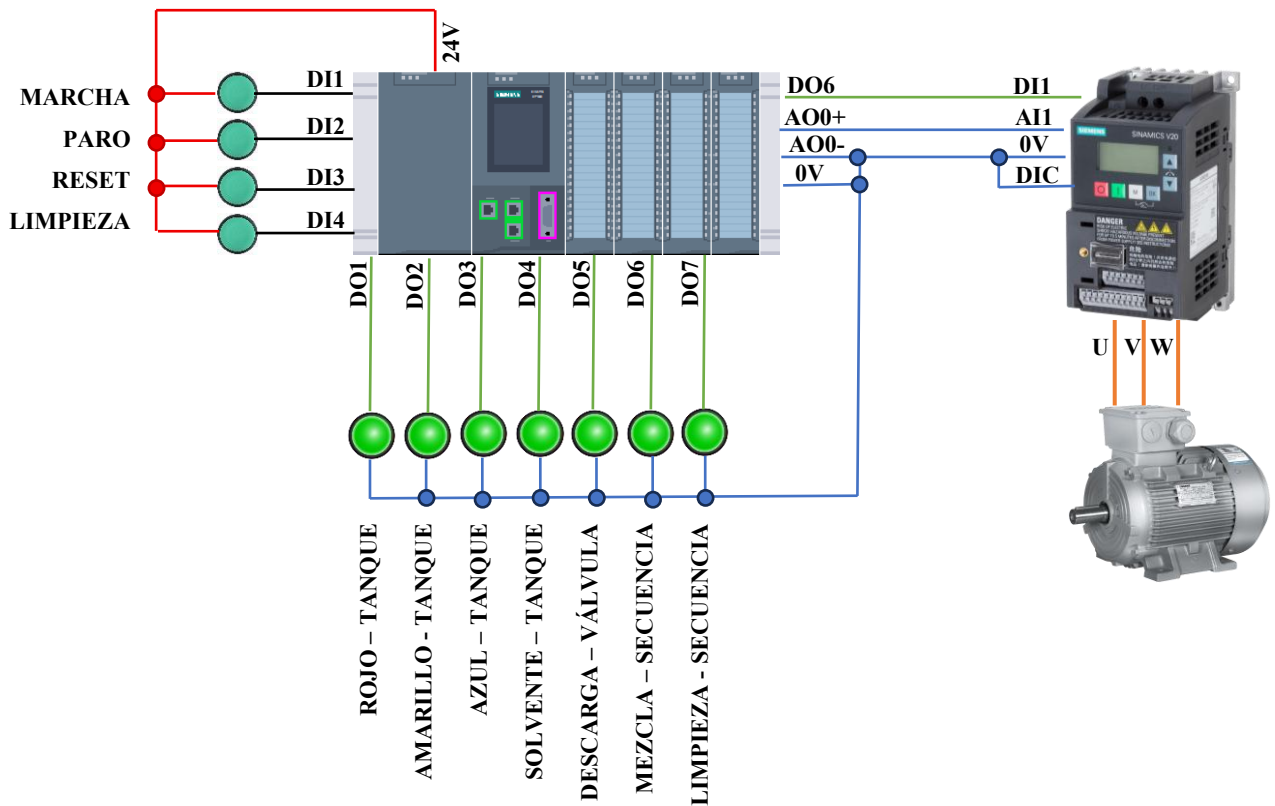 24V
MARCHA
PARO
RESET
LIMPIEZA
DI1
DI2
DI3
DI4
SIEMENS
DO6
AO0+
AO0-
0V
DI1
AI1
0V
DIC
SIEMENS
SINAMICS V20
DANGER
DO1
DO2
DO3
DO4
DO5
DO6
DO7
U
V
W
ROJO – TANQUE
AMARILLO - TANQUE
AZUL – TANQUE
SOLVENTE – TANQUE
DESCARGA – VÁLVULA
MEZCLA – SECUENCIA
LIMPIEZA - SECUENCIA